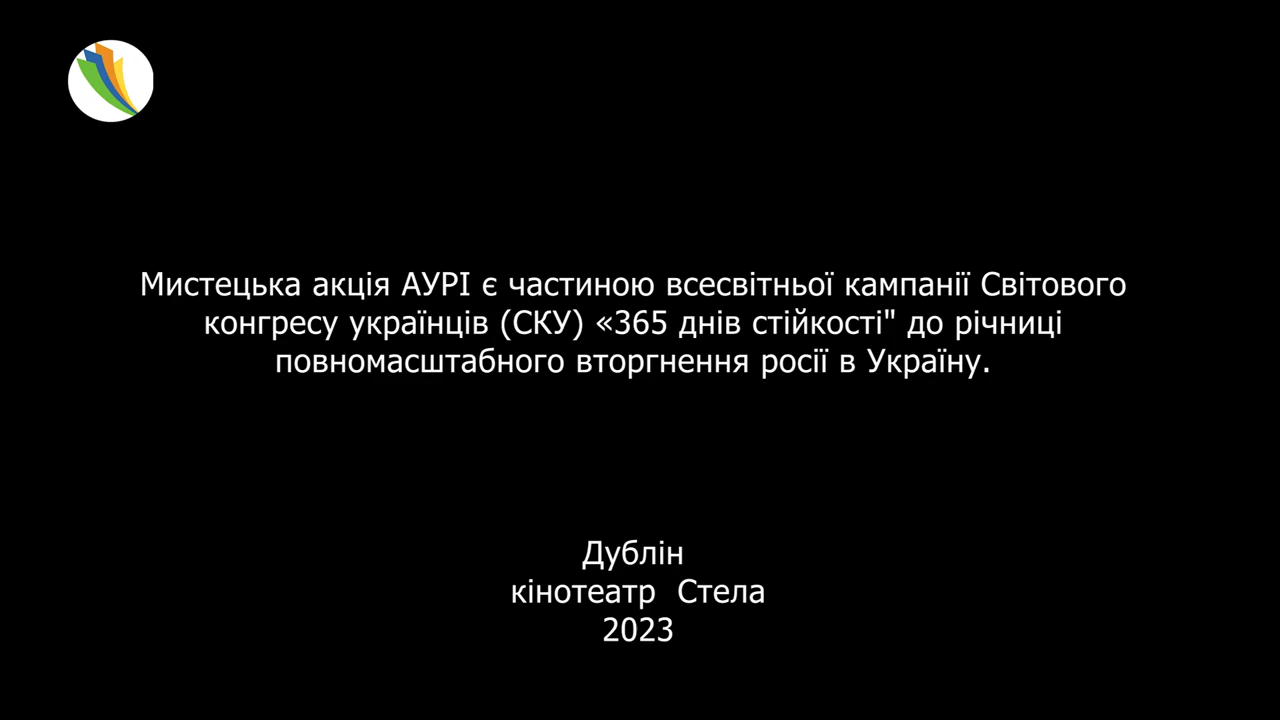 Мистецька акція АУРІ є частиною всесвітньої кампанії Світового
конгресу українців (СКУ) «365 днів стійкості" до річниці
повномасштабного вторгнення росії в Україну.
Дублін
кінотеатр  Стела
2023